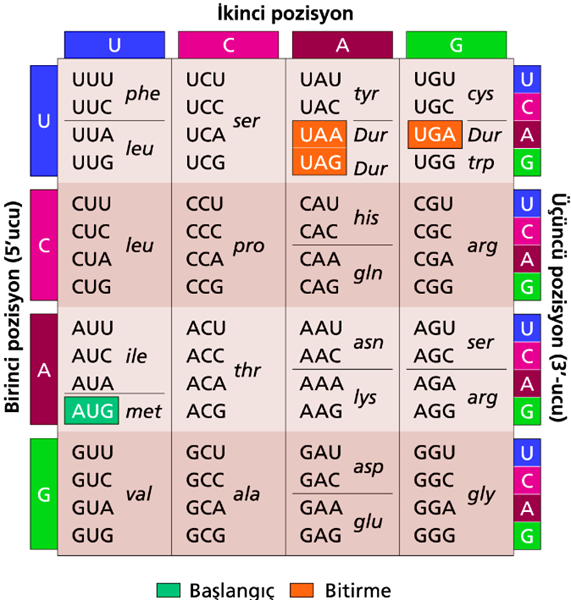 İkinci pozisyon
U C A G
Birinci pozisyon (5'ucu)
Üçüncü pozisyon (3'-ucu)
U
UUU UCU UAU UGU U
phe tyr cys
UUC UCC UAC UGC C
ser
UUA UCA UAA Dur UGA Dur A
leu
UUG UCG UAG Dur UGG trp G
C
CUU CCU CAU CGU U
his
CUC CCC CAC CGC C
leu pro arg
CUA CCA CAA CGA A
gln
CUG CCG CAG CGG G
A
AUU ACU AAU AGU U
asn ser
AUC ile ACC AAC AGC C
thr
AUA ACA AAA AGA A
lys arg
AUG met ACG AAG AGG G
G
GUU GCU GAU GGU U
asp
GUC GCC GAC GGC C
val ala gly
GUA GCA GAA GGA A
glu
GUG GCG GAG GGG G
Başlangıç Bitirme